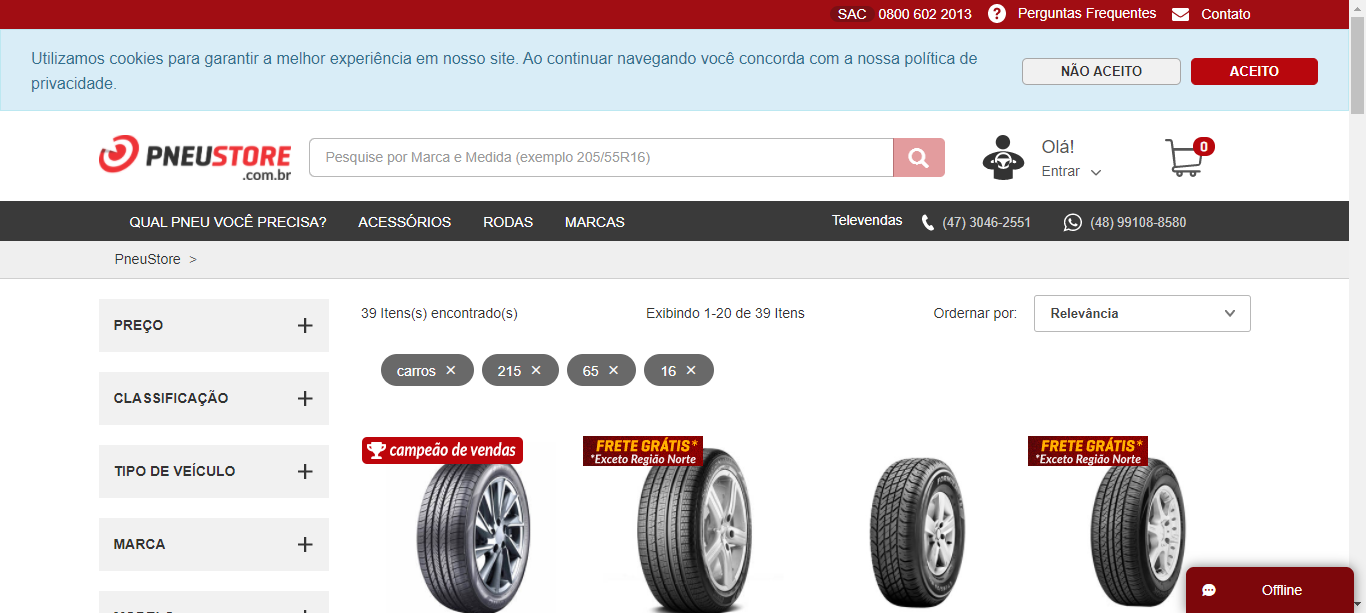 SAC 0800 602 2013 ? Perguntas Frequentes Contato
Utilizamos cookies para garantir a melhor experiência em nosso site. Ao continuar navegando você concorda com a nossa política de
privacidade.
NÃO ACEITO ACEITO
PNEUSTORE
.com.br
Pesquise por Marca e Medida (exemplo 205/55R16)
Olá!
Entrar
0
QUAL PNEU VOCÊ PRECISA? ACESSÓRIOS RODAS MARCAS Televendas (47) 3046-2551 (48) 99108-8580
PneuStore >
PREÇO +
CLASSIFICAÇÃO +
TIPO DE VEÍCULO +
MARCA +
39 Itens(s) encontrado(s) Exibindo 1-20 de 39 Itens Ordernar por: Relevância
carros × 215 × 65 × 16 ×
campeão de vendas
FRETE GRÁTIS*
*Exceto Região Norte
FRETE GRÁTIS*
*Exceto Região Norte
Offline